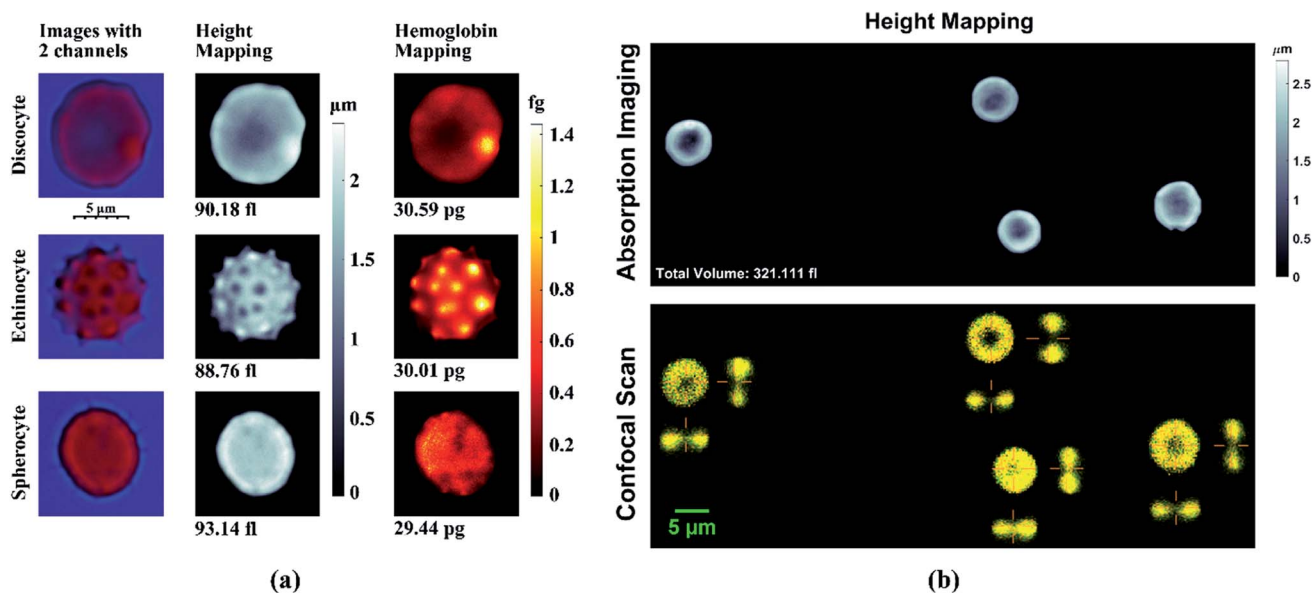 (a)
Images with
2 channels
Height
Mapping
Hemoglobin
Mapping
Discocyte
5 µm
90.18 fl
30.59 pg
Echinocyte
88.76 fl
30.01 pg
Spherocyte
93.14 fl
29.44 pg
µm
2
1.5
1
0.5
0
fg
1.4
1.2
1
0.8
0.6
0.4
0.2
0
(b)
Height Mapping
Absorption Imaging
Total Volume: 321.111 fl
µm
2.5
2
1.5
1
0.5
0
Confocal Scan
5 µm